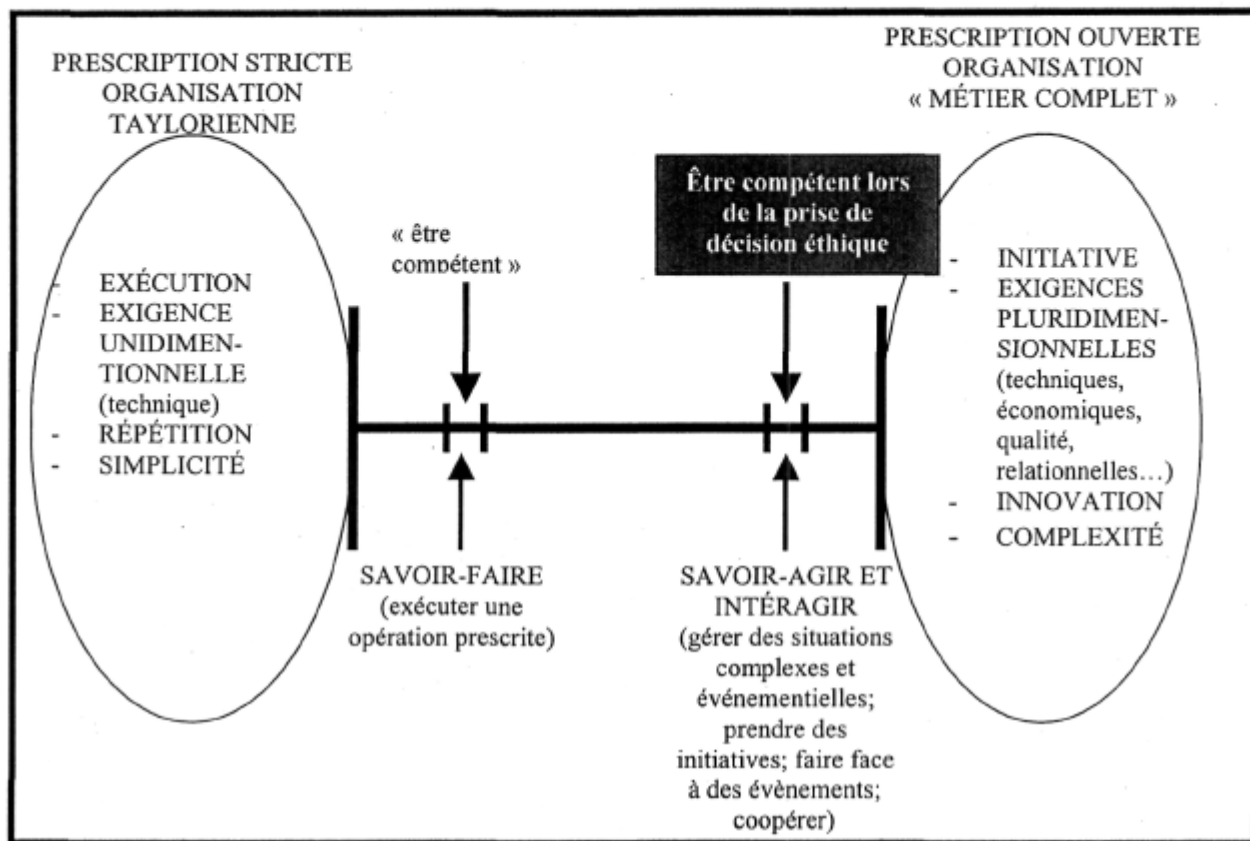 PRESCRIPTION STRICTE
ORGANISATION
TAYLORIENNE
- EXÉCUTION
- EXIGENCE
UNIDIMEN-
TIONNELLE
(technique)
- RÉPÉTITION
- SIMPLICITÉ
« être
compétent »
SAVOIR-FAIRE
(exécuter une
opération prescrite)
Être compétent lors
de la prise de
décision éthique
SAVOIR-AGIR ET
INTÉRAGIR
(gérer des situations
complexes et
événementielles;
prendre des
initiatives; faire face
à des évènements;
coopérer)
PRESCRIPTION OUVERTE
ORGANISATION
« MÉTIER COMPLET »
- INITIATIVE
- EXIGENCES
PLURIDIMEN-
SIONNELLES
(techniques,
économiques,
qualité,
relationnelles…)
- INNOVATION
- COMPLEXITÉ